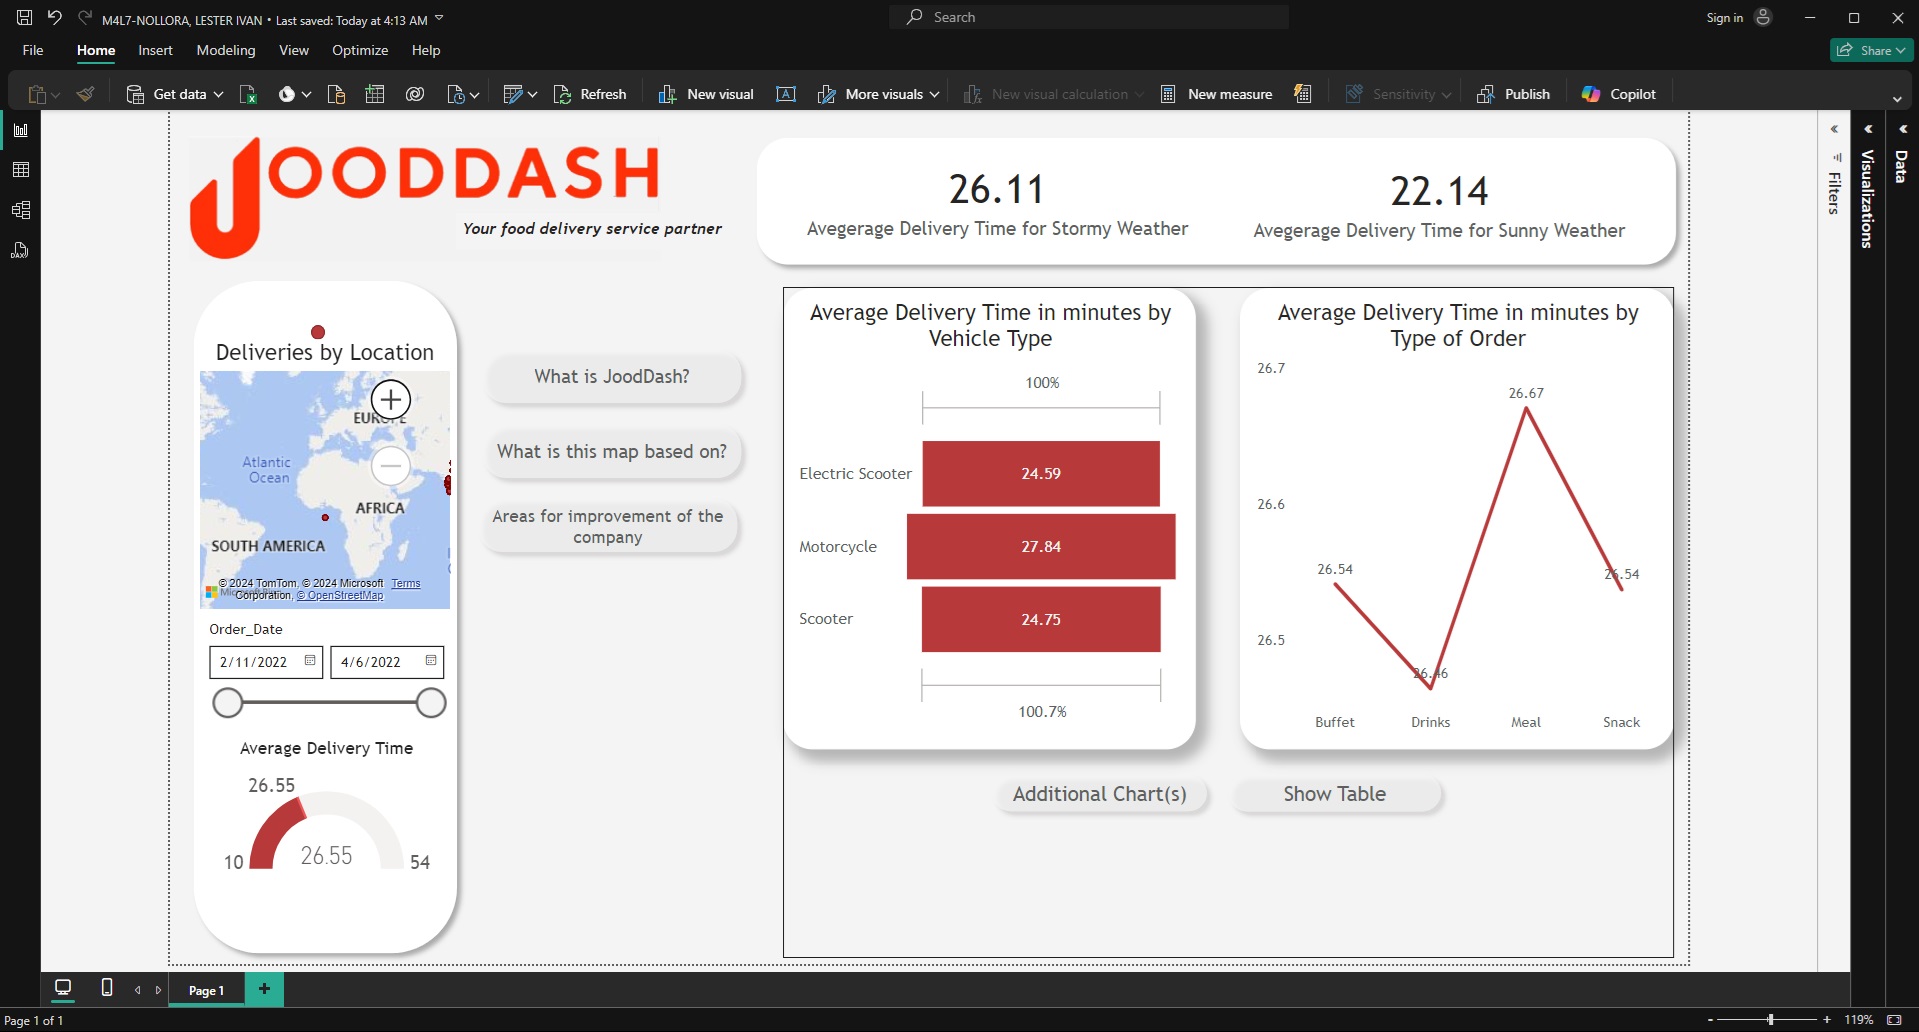 M4L7-NOLLORA, LESTER IVAN • Last saved: Today at 4:13 AM
Search
Sign in
File Home Insert Modeling View Optimize Help
Share
Get data
Refresh
New visual
More visuals
New visual calculation
New measure
Sensitivity
Publish
Copilot
JOODDASH
Your food delivery service partner
26.11
Avegerage Delivery Time for Stormy Weather
22.14
Avegerage Delivery Time for Sunny Weather
Filters
Visualizations
Data
Deliveries by Location
EUROPE
Atlantic
Ocean
AFRICA
SOUTH AMERICA
© 2024 TomTom, © 2024 Microsoft Terms
Corporation, © OpenStreetMap
Order_Date
2/11/2022
4/6/2022
Average Delivery Time
26.55
26.55
10
54
What is JoodDash?
What is this map based on?
Areas for improvement of the
company
Average Delivery Time in minutes by
Vehicle Type
100%
Electric Scooter 24.59
Motorcycle 27.84
Scooter 24.75
100.7%
Average Delivery Time in minutes by
Type of Order
26.7
26.67
26.6
26.54
26.54
26.5
26.46
Buffet Drinks Meal Snack
Additional Chart(s)
Show Table
Page 1
Page 1 of 1
- + 119%